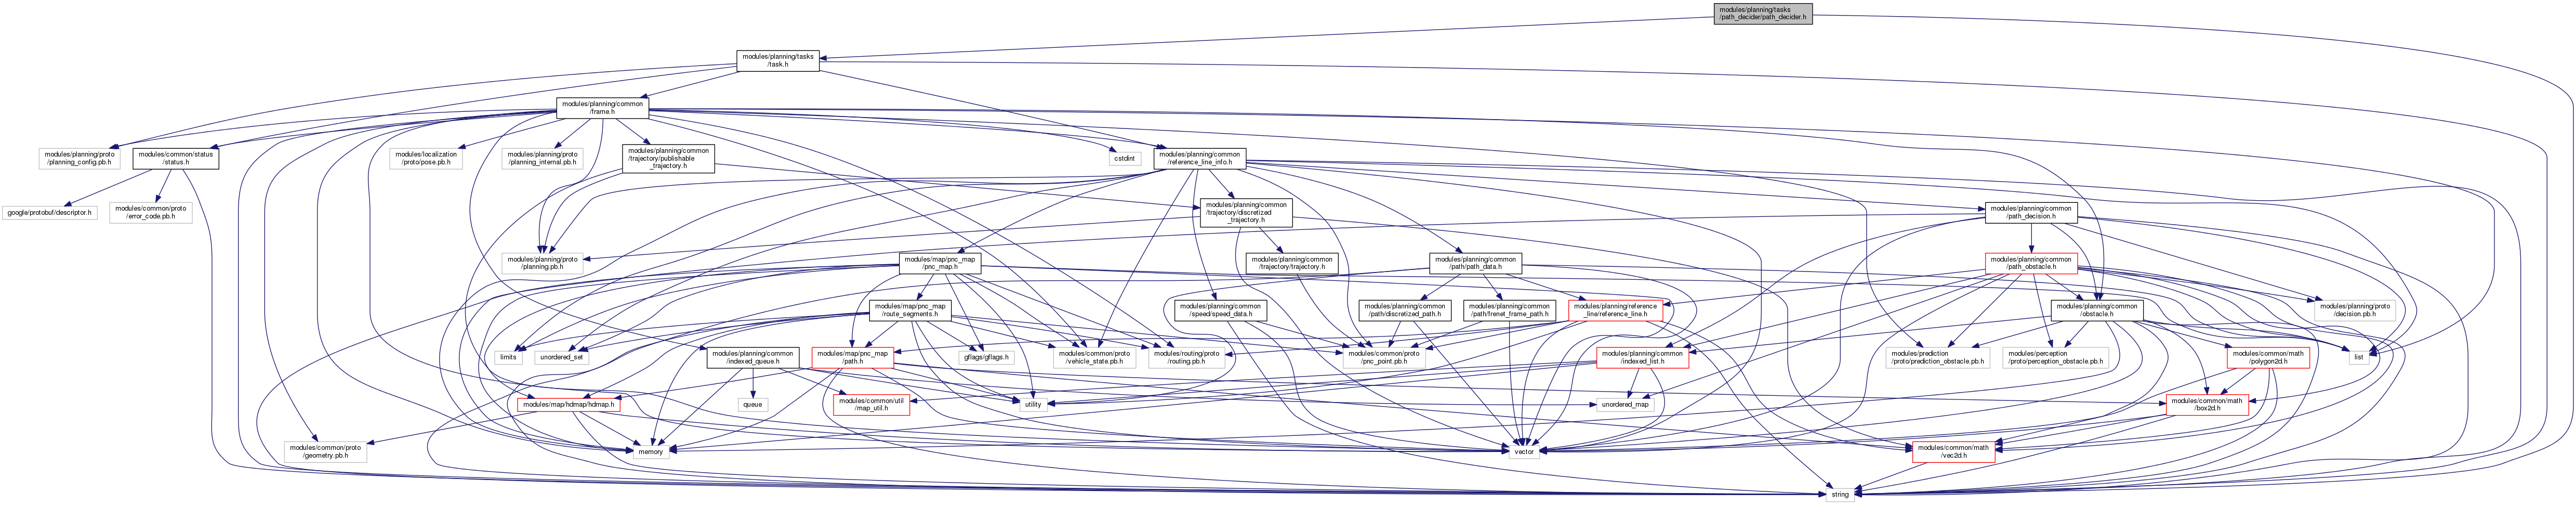 modules/planning/tasks
/path_decider/path_decider.h
modules/planning/tasks
/task.h
modules/planning/common
/frame.h
modules/planning/proto
/planning_config.pb.h
modules/common/status
/status.h
modules/localization
/proto/pose.pb.h
modules/planning/proto
/planning_internal.pb.h
modules/planning/common
/trajectory/publishable
_trajectory.h
cstdint
modules/planning/common
/reference_line_info.h
google/protobuf/descriptor.h
modules/common/proto
/error_code.pb.h
modules/planning/common
/trajectory/discretized
_trajectory.h
modules/planning/common
/path_decision.h
modules/planning/proto
/planning.pb.h
modules/map/pnc_map
/pnc_map.h
modules/planning/common
/trajectory/trajectory.h
modules/planning/common
/path/path_data.h
modules/planning/common
/path_obstacle.h
modules/map/pnc_map
/route_segments.h
modules/planning/common
/speed/speed_data.h
modules/planning/common
/path/discretized_path.h
modules/planning/common
/path/frenet_frame_path.h
modules/planning/reference
_line/reference_line.h
modules/planning/common
/obstacle.h
modules/planning/proto
/decision.pb.h
limits
unordered_set
modules/planning/common
/indexed_queue.h
modules/map/pnc_map
/path.h
gflags/gflags.h
modules/common/proto
/vehicle_state.pb.h
modules/routing/proto
/routing.pb.h
modules/common/proto
/pnc_point.pb.h
modules/planning/common
/indexed_list.h
modules/prediction
/proto/prediction_obstacle.pb.h
modules/perception
/proto/perception_obstacle.pb.h
modules/common/math
/polygon2d.h
list
modules/map/hdmap/hdmap.h
queue
modules/common/util
/map_util.h
utility
unordered_map
modules/common/math
/box2d.h
modules/common/proto
/geometry.pb.h
memory
vector
modules/common/math
/vec2d.h
string